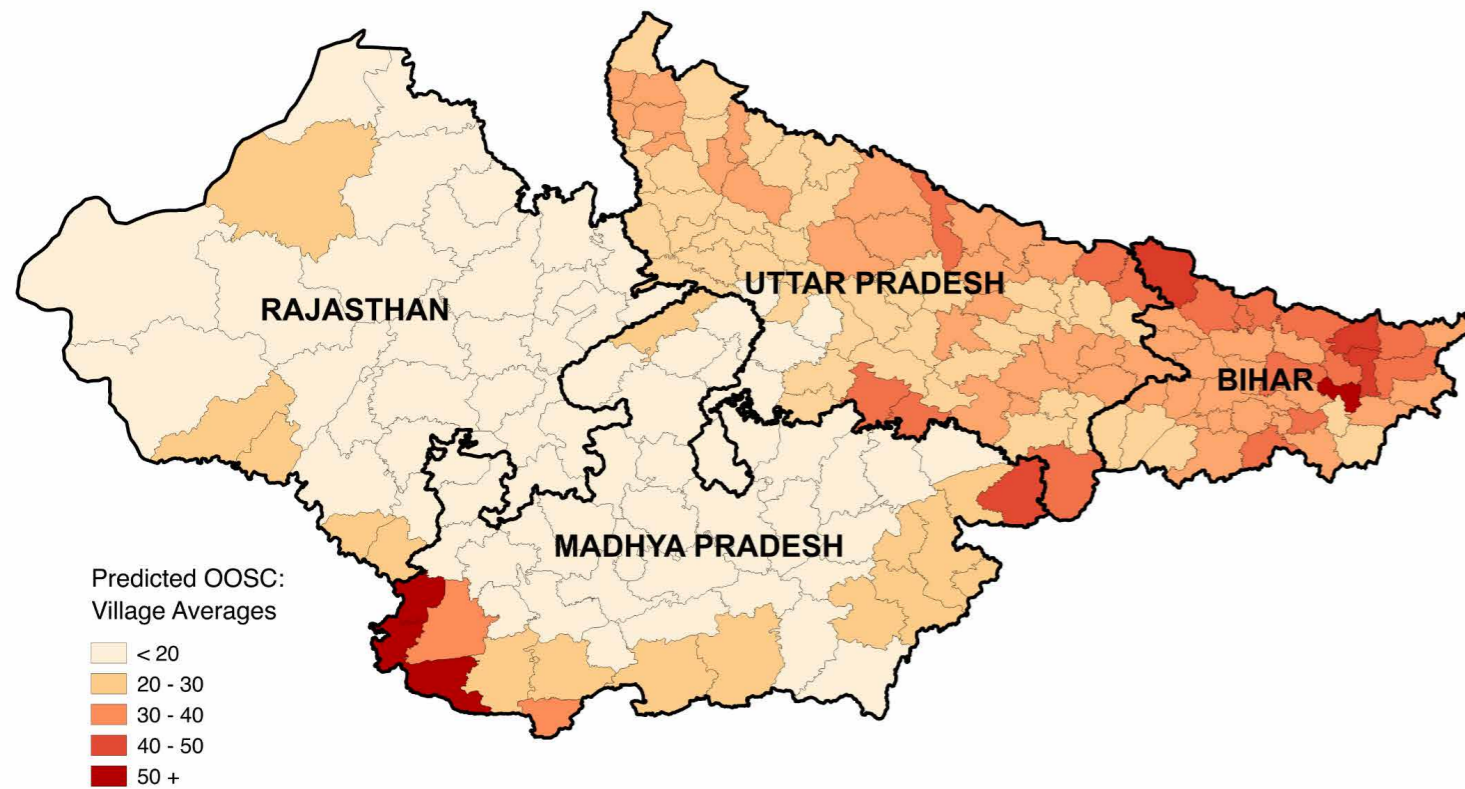 UTTAR PRADESH
RAJASTHAN
BIHAR
MADHYA PRADESH
Predicted OOSC:
Village Averages
< 20
20 - 30
30 - 40
40 - 50
50 +